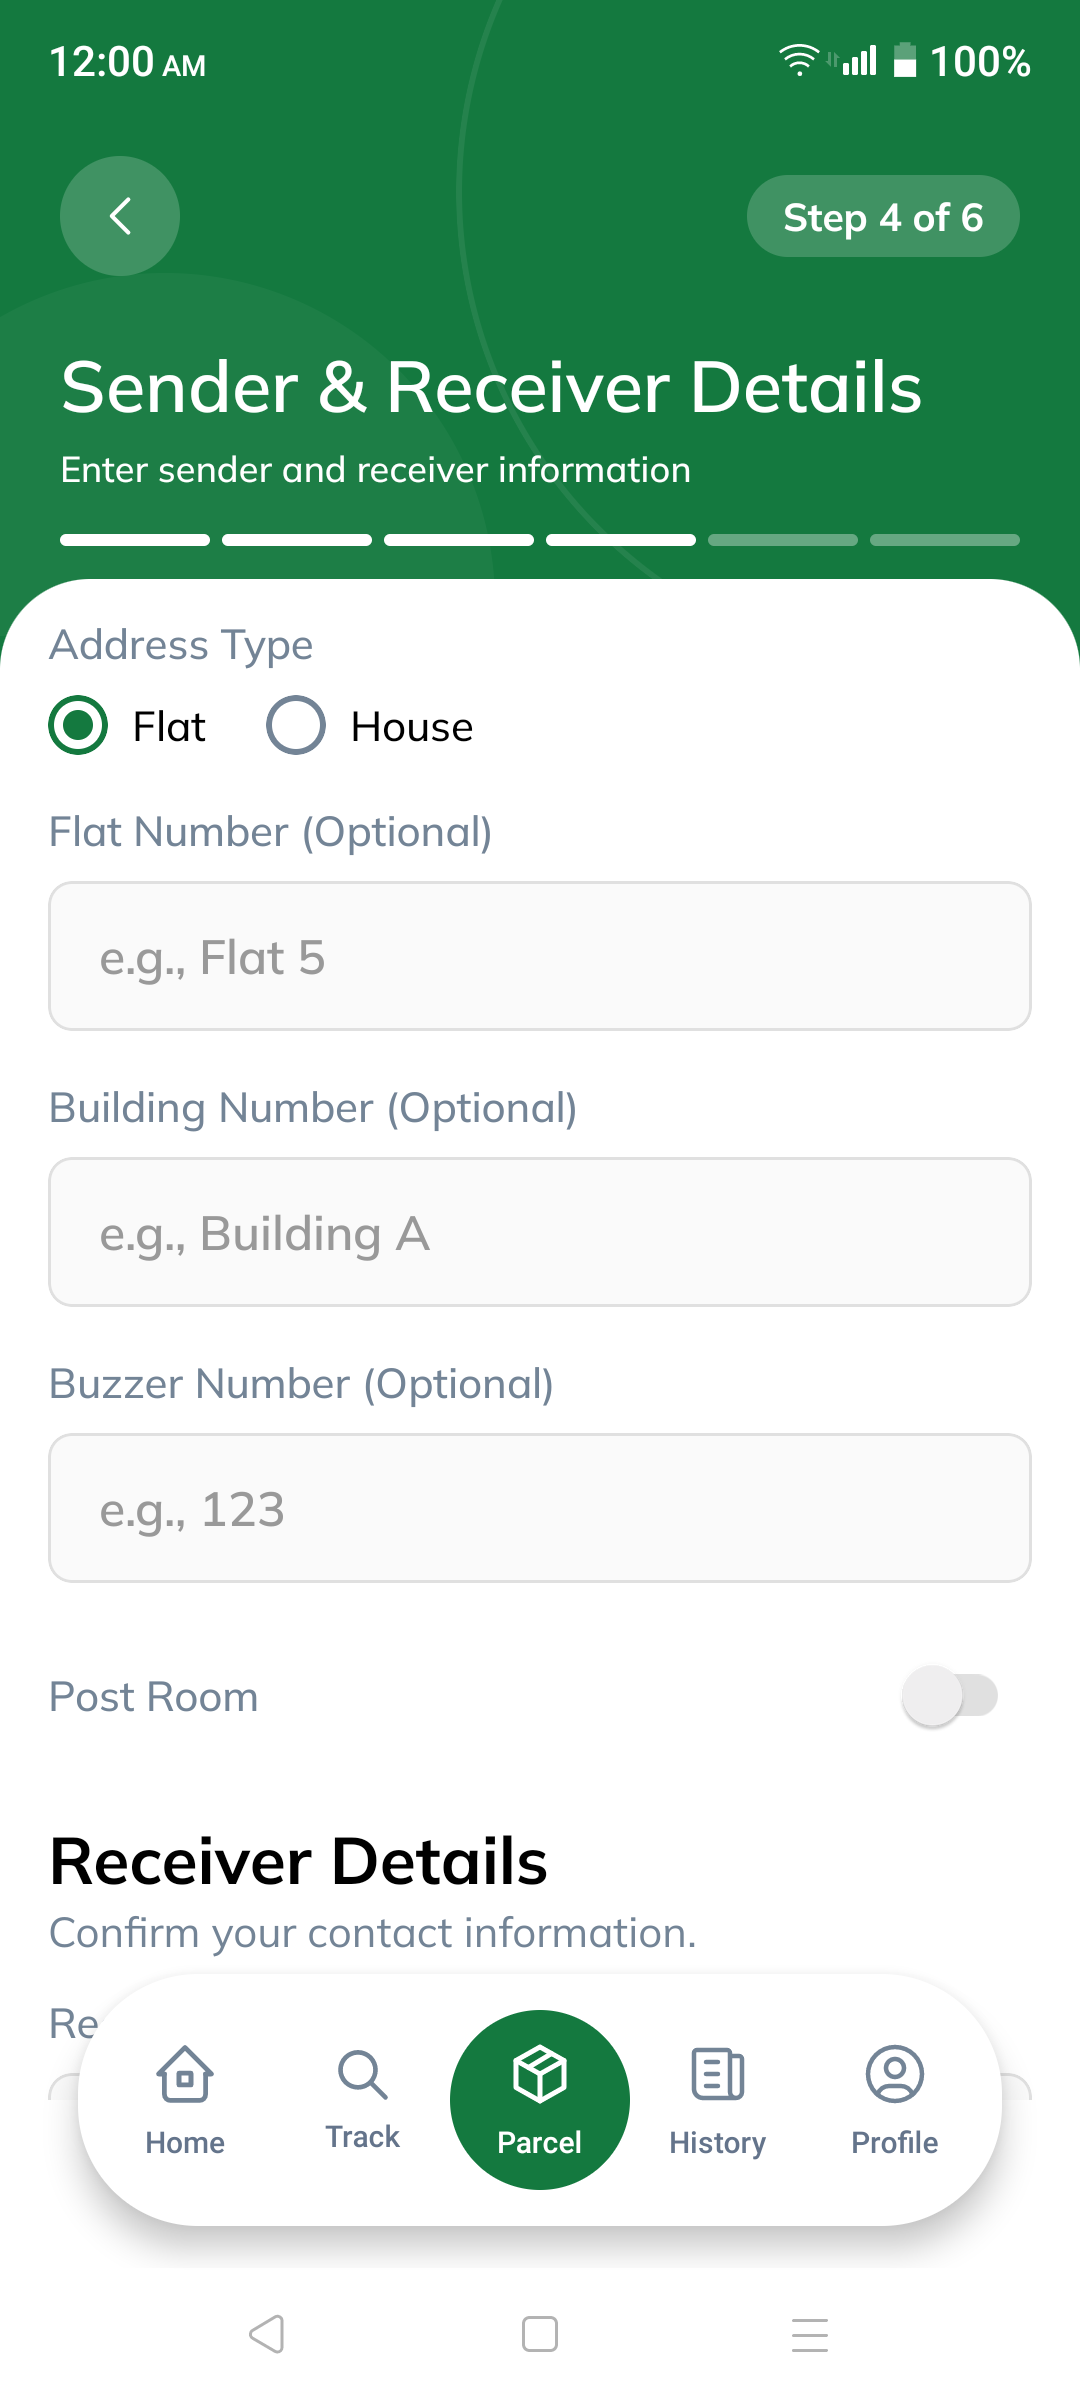 12:00 AM
100%
Step 4 of 6
Sender & Receiver Details
Enter sender and receiver information
Address Type
Flat
House
Flat Number (Optional)
e.g., Flat 5
Building Number (Optional)
e.g., Building A
Buzzer Number (Optional)
e.g., 123
Post Room
Receiver Details
Confirm your contact information.
Re
Home
Track
Parcel
History
Profile